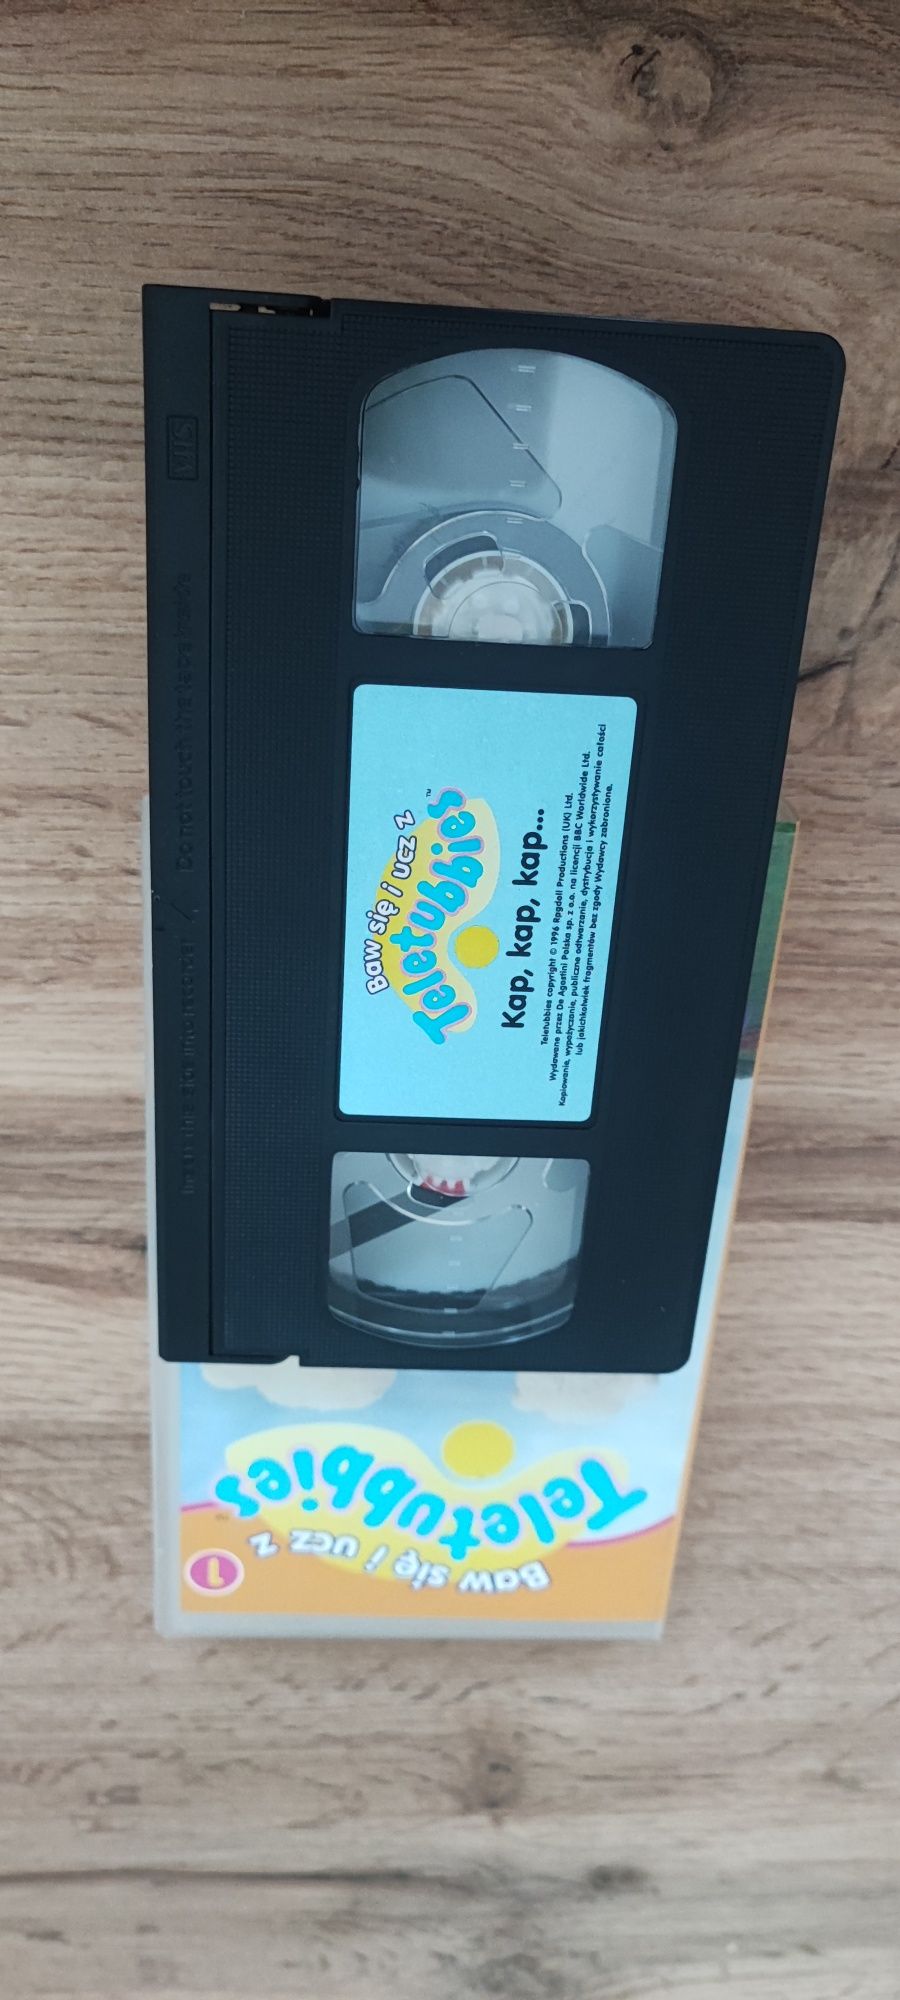 VHS
Do not touch the tape inside
Baw się i ucz z
Teletubbies™
Kap, kap, kap...
Teletubbies copyright © 1996 Ragdoll Productions (UK) Ltd.
Wydawane przez De Agostini Polska sp. z o.o. na licencji BBC Worldwide Ltd.
Kopiowanie, wypożyczanie, publiczne odtwarzanie, dystrybucja i wykorzystywanie całości
lub jakichkolwiek fragmentów bez zgody Wydawcy zabronione.
1
Baw się i ucz z
Teletubbies™